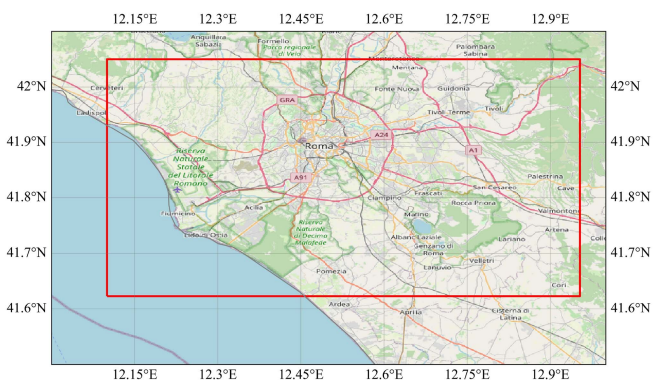 12.15°E 12.3°E 12.45°E 12.6°E 12.75°E 12.9°E
Anguillara
Sabazia
Formello
Parco regionale
di Veio
Palombara
Sabina
Monterotondo
Mentana
42°N
42°N
Cerveteri
Fonte Nuova
Guidonia
GRA
Ladispoli
Tivoli Terme
Tivoli
41.9°N
41.9°N
A24
Roma
A1
Riserva
Naturale
Statale
del Litorale
Romano
A91
Palestrina
San Cesareo
Cave
41.8°N
41.8°N
Ciampino
Frascati
Rocca Priora
Fiumicino
Acilia
Marino
Valmontone
Riserva
Naturale
di Decima
Malafede
Artena
Lido di Ostia
Albano Laziale
Lariano
Genzano di
Roma
41.7°N
41.7°N
Velletri
Lanuvio
Pomezia
Cori
Ardea
41.6°N
41.6°N
Aprilia
Cisterna di
Latina
12.15°E 12.3°E 12.45°E 12.6°E 12.75°E 12.9°E